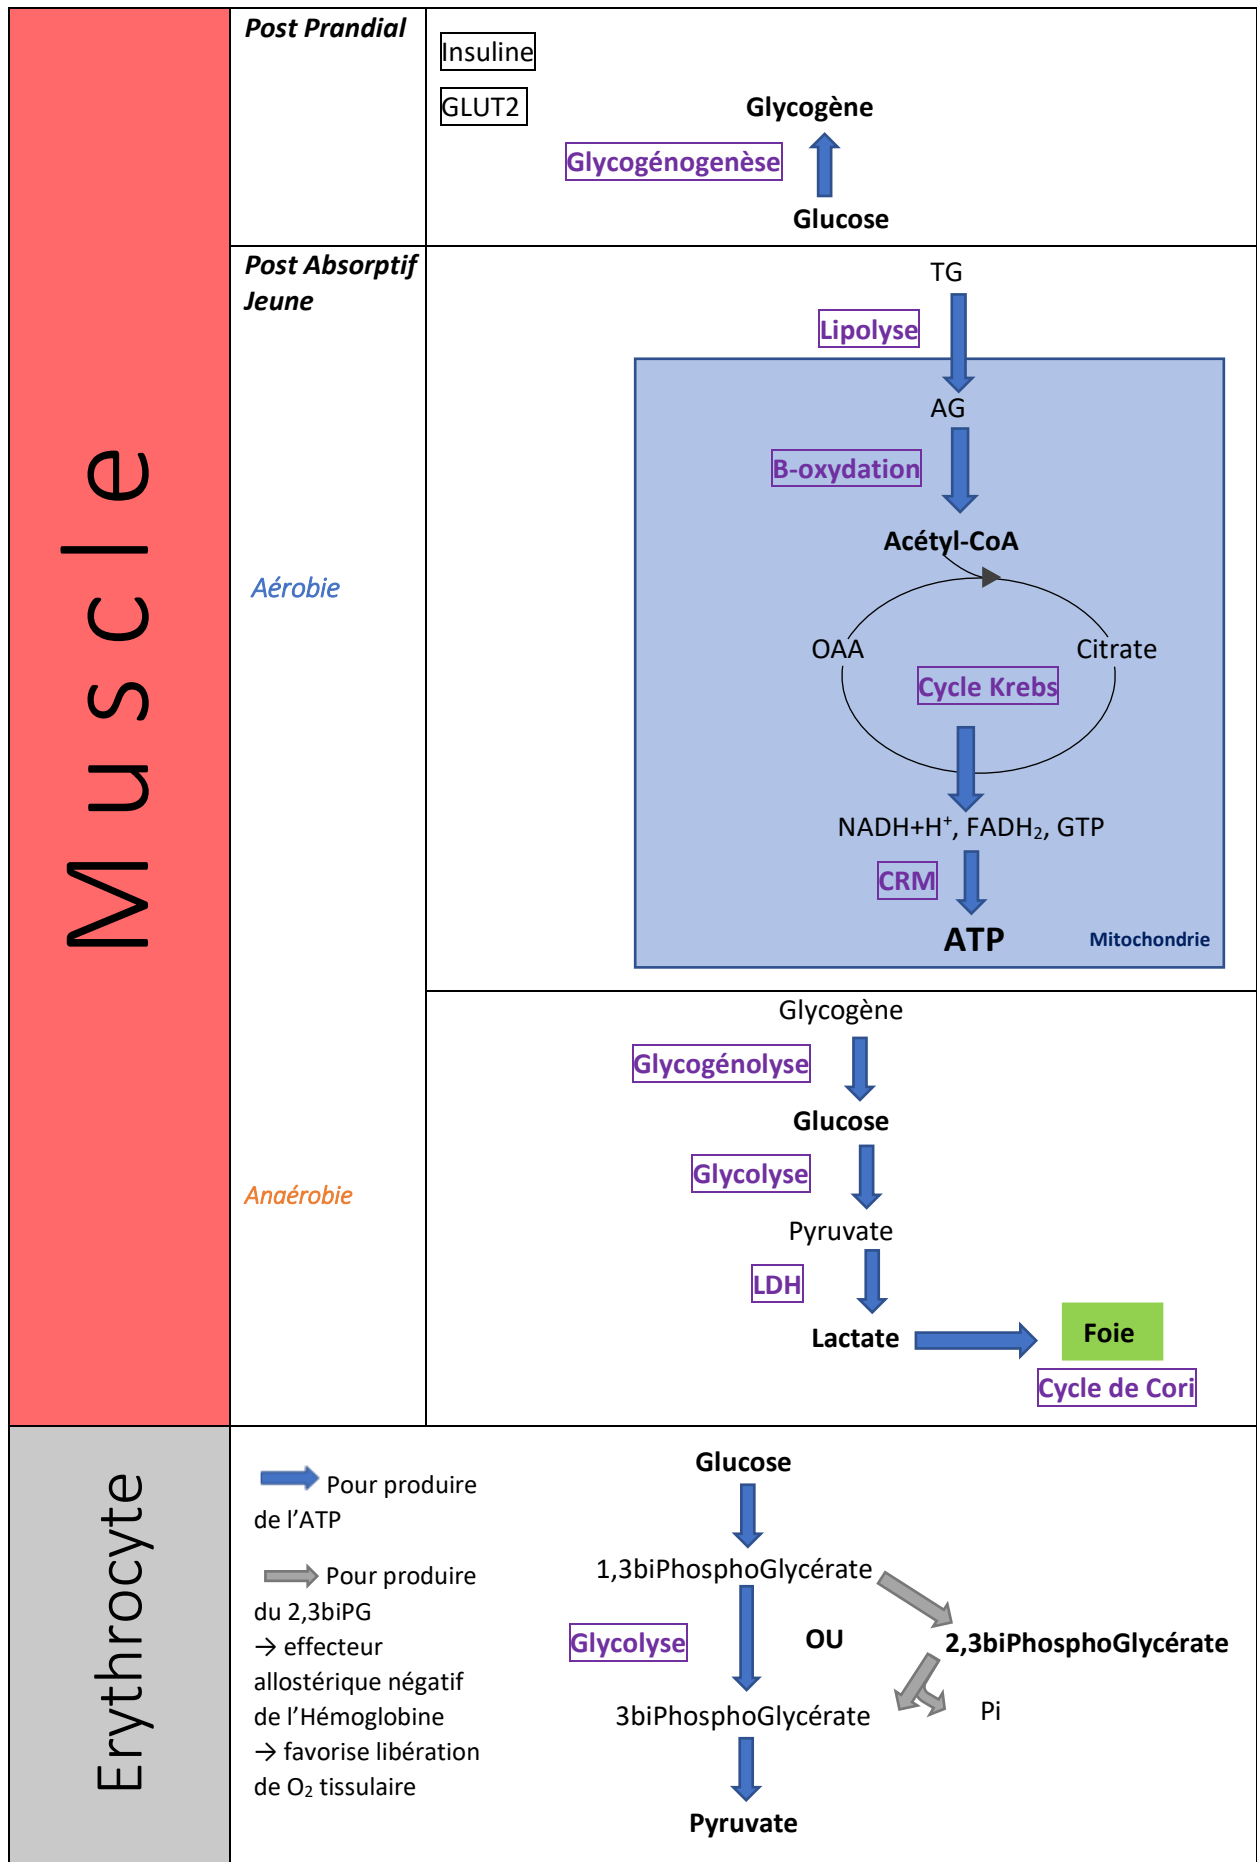 Muscle
Post Prandial
Insuline
GLUT2
Glycogène
Glycogénogenèse
Glucose
Post Absorptif
Jeune
TG
Lipolyse
AG
B-oxydation
Acétyl-CoA
Aérobie
OAA
Citrate
Cycle Krebs
NADH+H⁺, FADH₂, GTP
CRM
ATP
Mitochondrie
Glycogène
Glycogénolyse
Glucose
Glycolyse
Anaérobie
Pyruvate
LDH
Lactate
Foie
Cycle de Cori
Erythrocyte
Pour produire
de l’ATP
Pour produire
du 2,3biPG
→ effecteur
allostérique négatif
de l’Hémoglobine
→ favorise libération
de O₂ tissulaire
Glucose
1,3biPhosphoGlycérate
Glycolyse
OU
2,3biPhosphoGlycérate
3biPhosphoGlycérate
Pi
Pyruvate